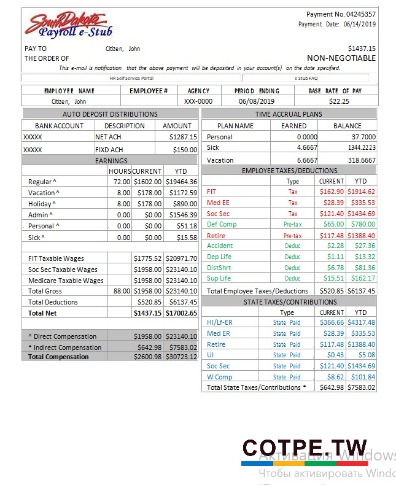 South Dakota
Payroll e-Stub
Payment No. 04245357
Payment Date: 06/14/2019
PAY TO Citizen, John $1437.15
THE ORDER OF NON-NEGOTIABLE
This e-mail is notification that the above payment will be deposited in your account(s) on the date specified.
HR Self Service Portal E Stub FAQ
EMPLOYEE NAME EMPLOYEE # AGENCY PERIOD ENDING BASE RATE OF PAY
Citizen, John XXX-0000 06/08/2019 $22.25
AUTO DEPOSIT DISTRIBUTIONS
BANK ACCOUNT DESCRIPTION AMOUNT
XXXXX NET ACH $1287.15
XXXXX FIXD ACH $150.00
EARNINGS
HOURS CURRENT YTD
Regular ^ 72.00 $1602.00 $19464.36
Vacation ^ 8.00 $178.00 $1172.59
Holiday ^ 8.00 $178.00 $890.00
Admin ^ 0.00 $0.00 $1546.39
Personal ^ 0.00 $0.00 $51.18
Sick ^ 0.00 $0.00 $15.58
FIT Taxable Wages $1775.52 $20971.70
Soc Sec Taxable Wages $1958.00 $23140.10
Medicare Taxable Wages $1958.00 $23140.10
Total Gross 88.00 $1958.00 $23140.10
Total Deductions $520.85 $6137.45
Total Net $1437.15 $17002.65
^ Direct Compensation $1958.00 $23140.10
* Indirect Compensation $642.98 $7583.02
Total Compensation $2600.98 $30723.12
TIME ACCRUAL PLANS
PLAN NAME EARNED BALANCE
Personal 0.0000 37.7000
Sick 4.6667 1344.2223
Vacation 6.6667 318.6667
EMPLOYEE TAXES/DEDUCTIONS
Type CURRENT YTD
FIT Tax $162.90 $1914.62
Med EE Tax $28.39 $335.53
Soc Sec Tax $121.40 $1434.69
Def Comp Pre-tax $65.00 $780.00
Retire Pre-tax $117.48 $1388.40
Accident Deduc $2.28 $27.36
Dep Life Deduc $1.11 $13.32
DistShrt Deduc $6.78 $81.36
Sup Life Deduc $15.51 $162.17
Total Employee Taxes/Deductions $520.85 $6137.45
STATE TAXES/CONTRIBUTIONS
Type CURRENT YTD
HI/Lf-ER State Paid $366.66 $4317.48
Med ER State Paid $28.39 $335.53
Retire State Paid $117.48 $1388.40
UI State Paid $0.43 $5.08
Soc Sec State Paid $121.40 $1434.69
W Comp State Paid $8.62 $101.84
Total State Taxes/Contributions * $642.98 $7583.02
COTPE.TW
Активация Windows
Чтобы активировать Windo